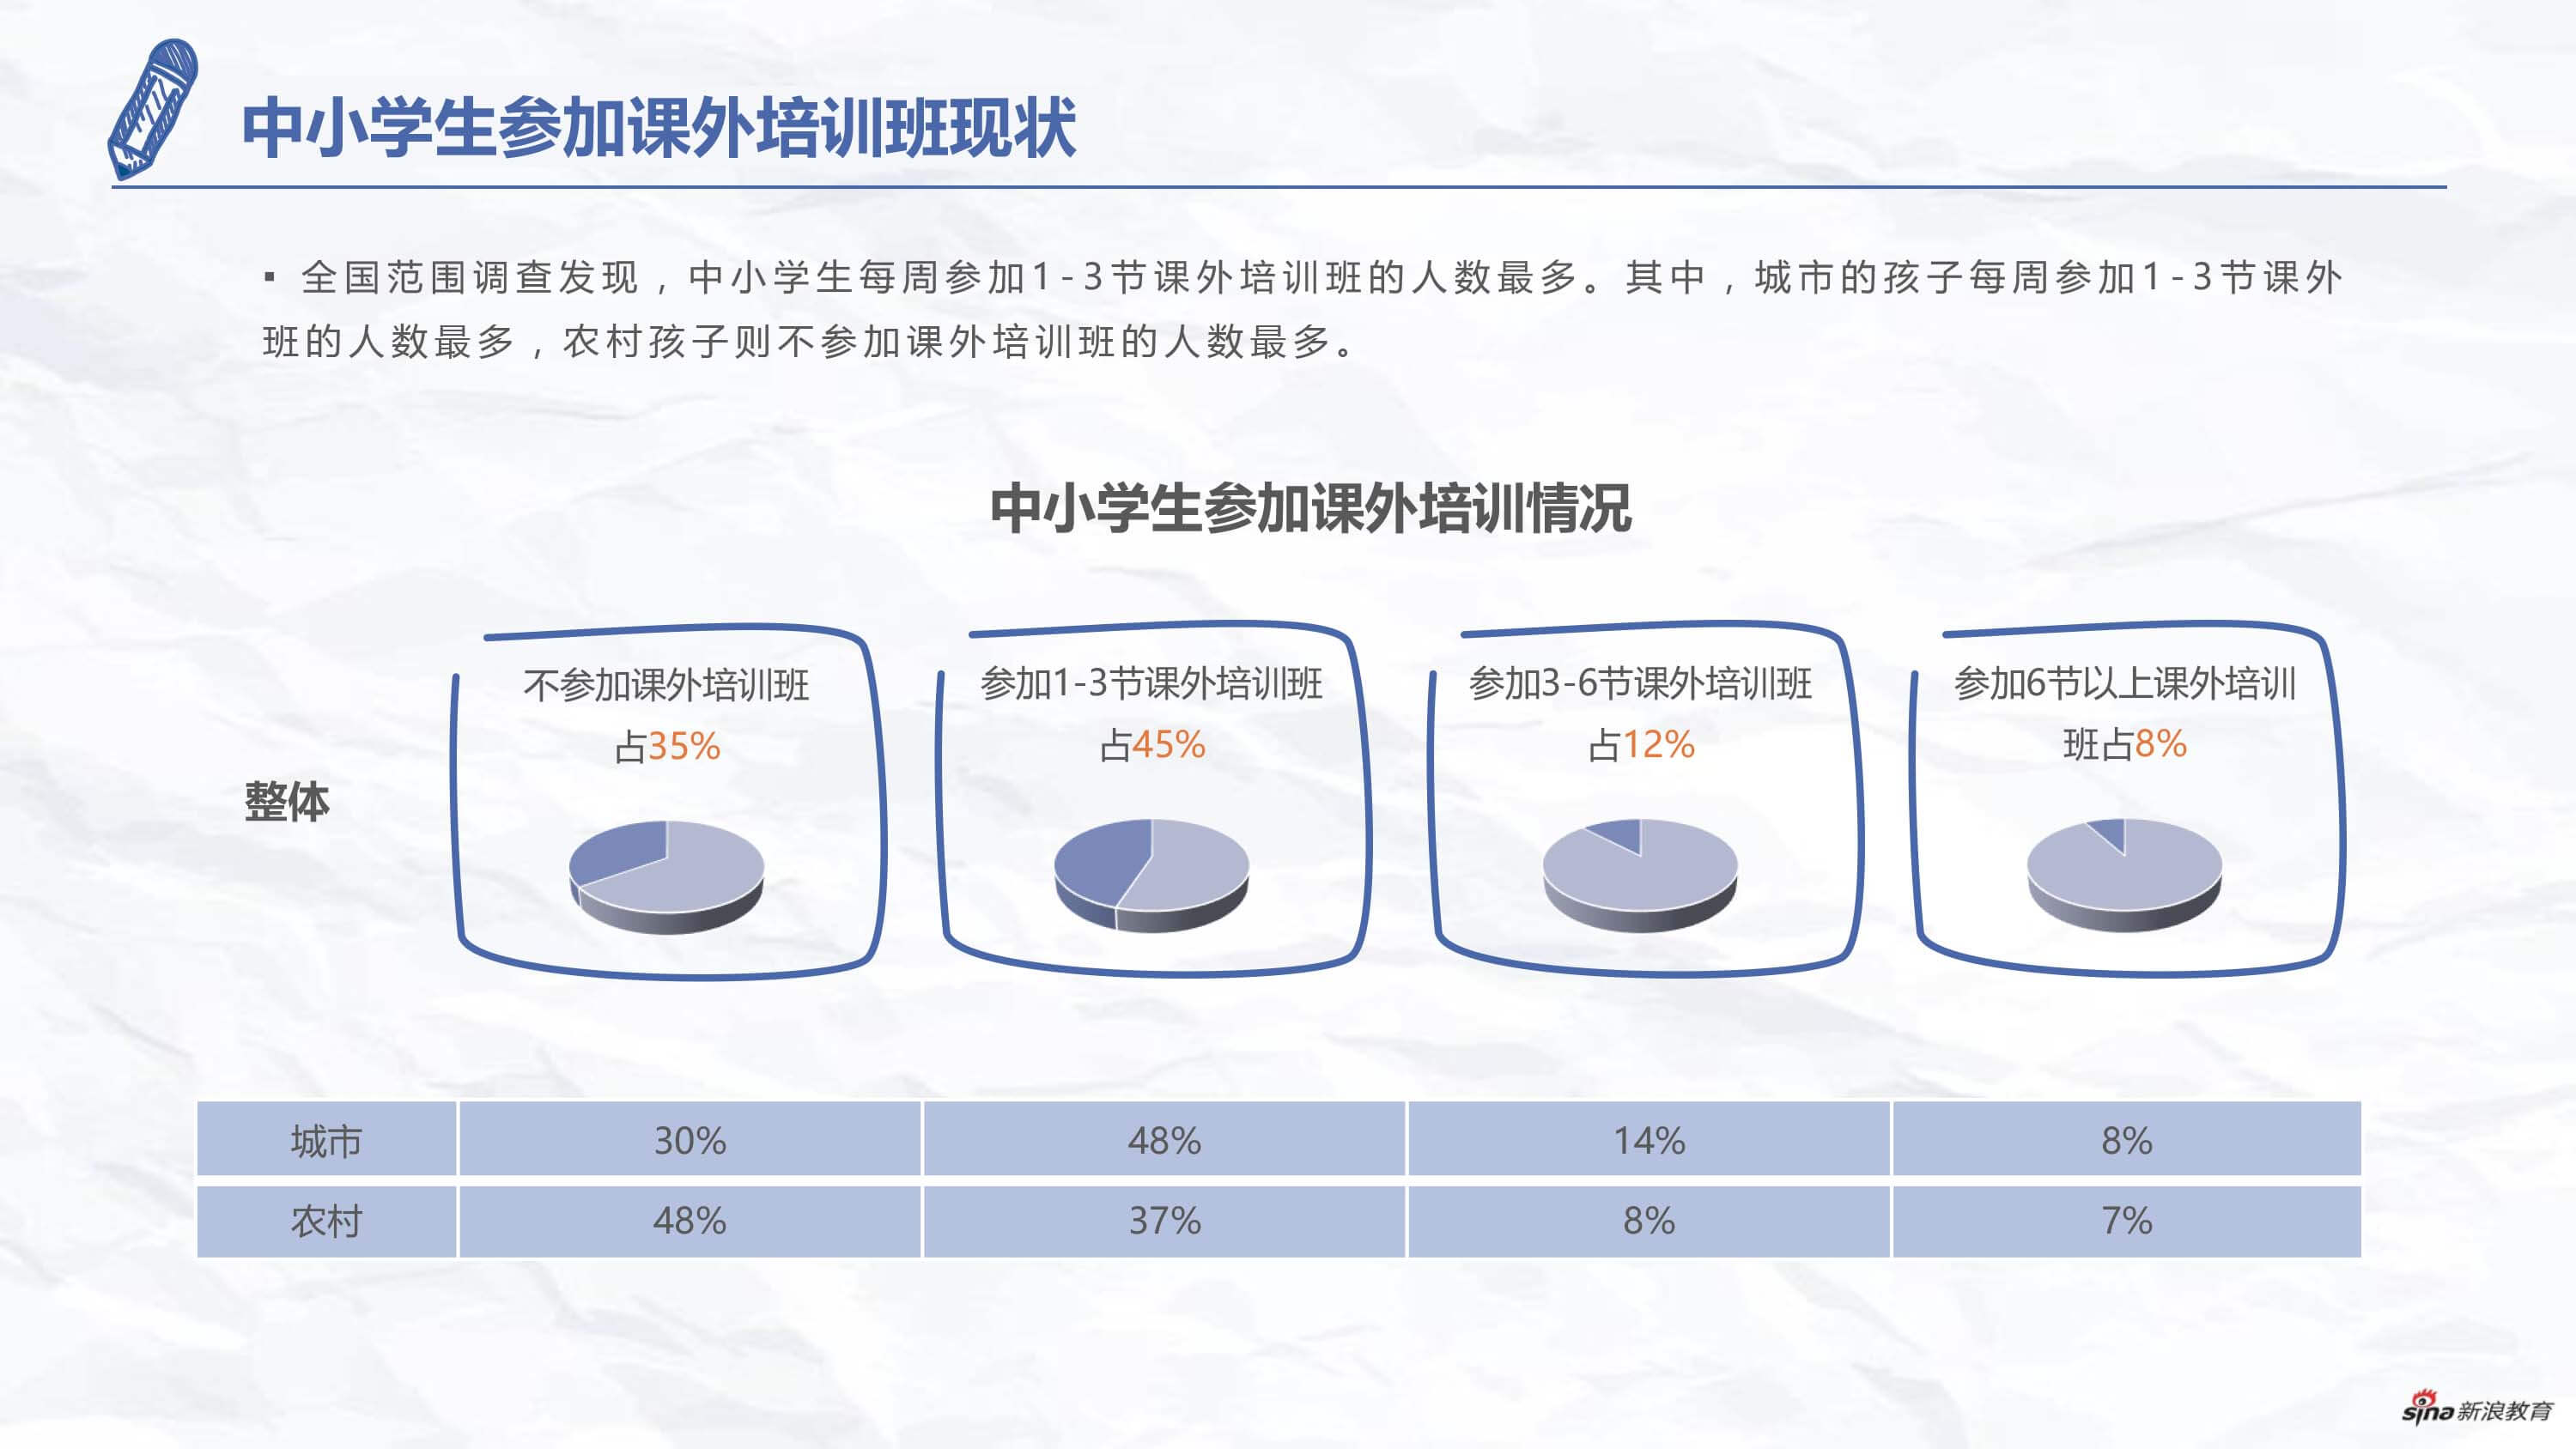 中小学生参加课外培训班现状
▪ 全国范围调查发现，中小学生每周参加1-3节课外培训班的人数最多。其中，城市的孩子每周参加1-3节课外
班的人数最多，农村孩子则不参加课外培训班的人数最多。
中小学生参加课外培训情况
整体
不参加课外培训班
占35%
参加1-3节课外培训班
占45%
参加3-6节课外培训班
占12%
参加6节以上课外培训
班占8%
城市 30% 48% 14% 8%
农村 48% 37% 8% 7%
sina新浪教育